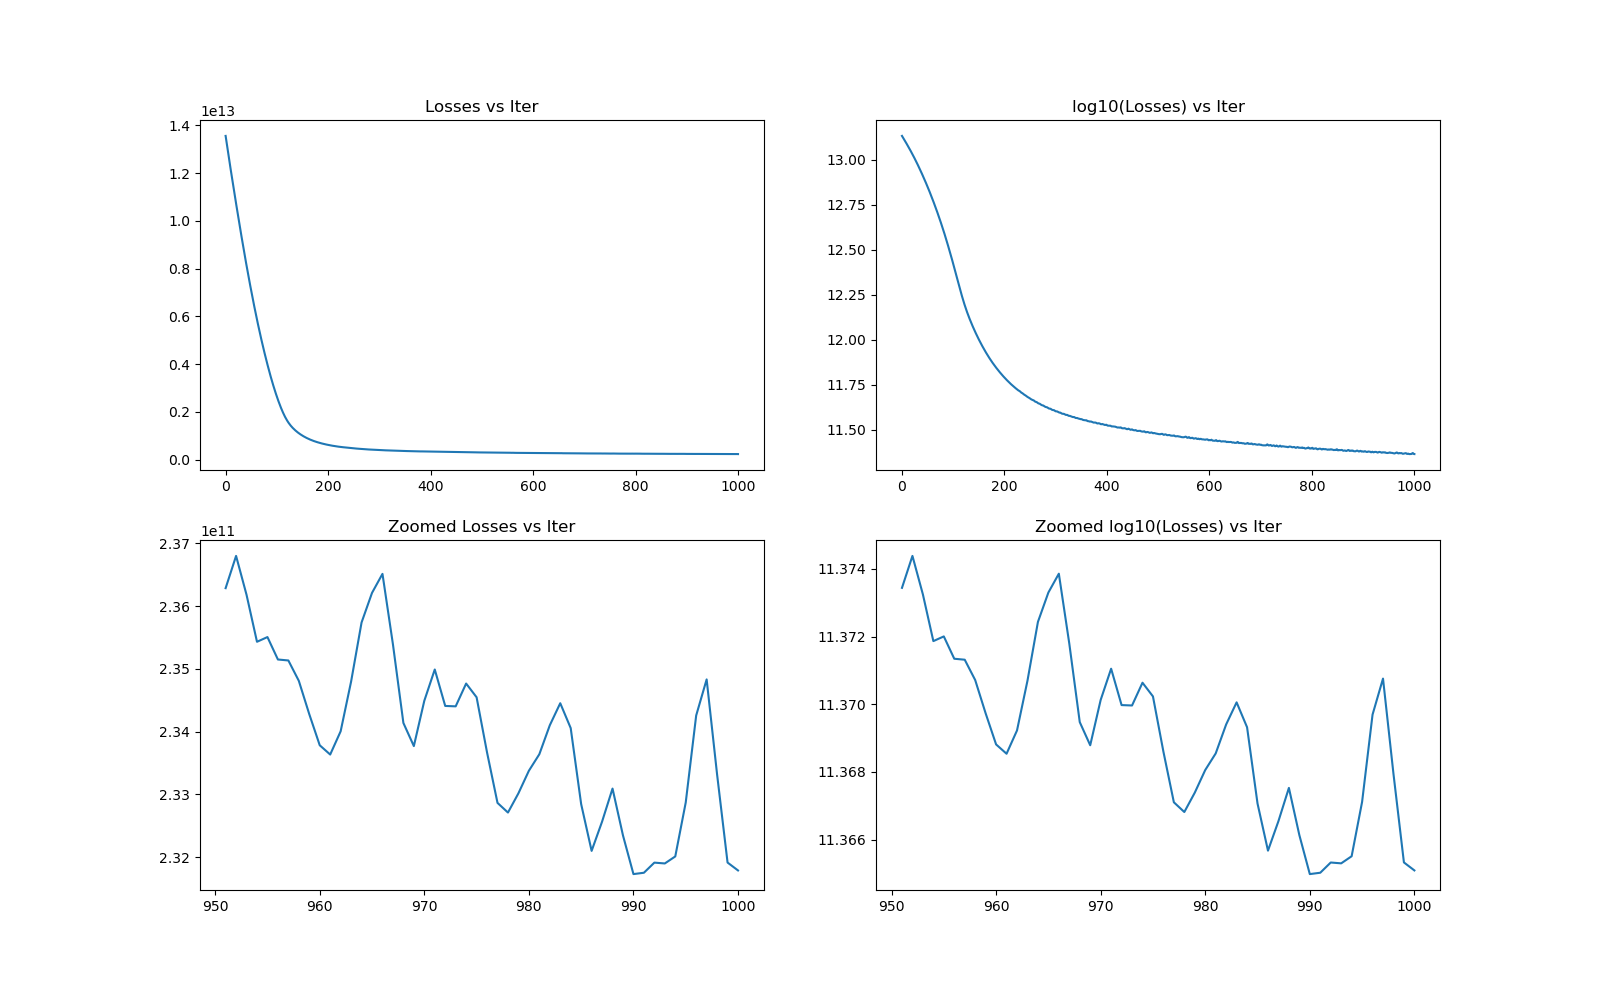 Losses vs Iter
1e13
1.4
1.2
1.0
0.8
0.6
0.4
0.2
0.0
0 200 400 600 800 1000
log10(Losses) vs Iter
13.00
12.75
12.50
12.25
12.00
11.75
11.50
0 200 400 600 800 1000
Zoomed Losses vs Iter
1e11
2.37
2.36
2.35
2.34
2.33
2.32
950 960 970 980 990 1000
Zoomed log10(Losses) vs Iter
11.374
11.372
11.370
11.368
11.366
950 960 970 980 990 1000